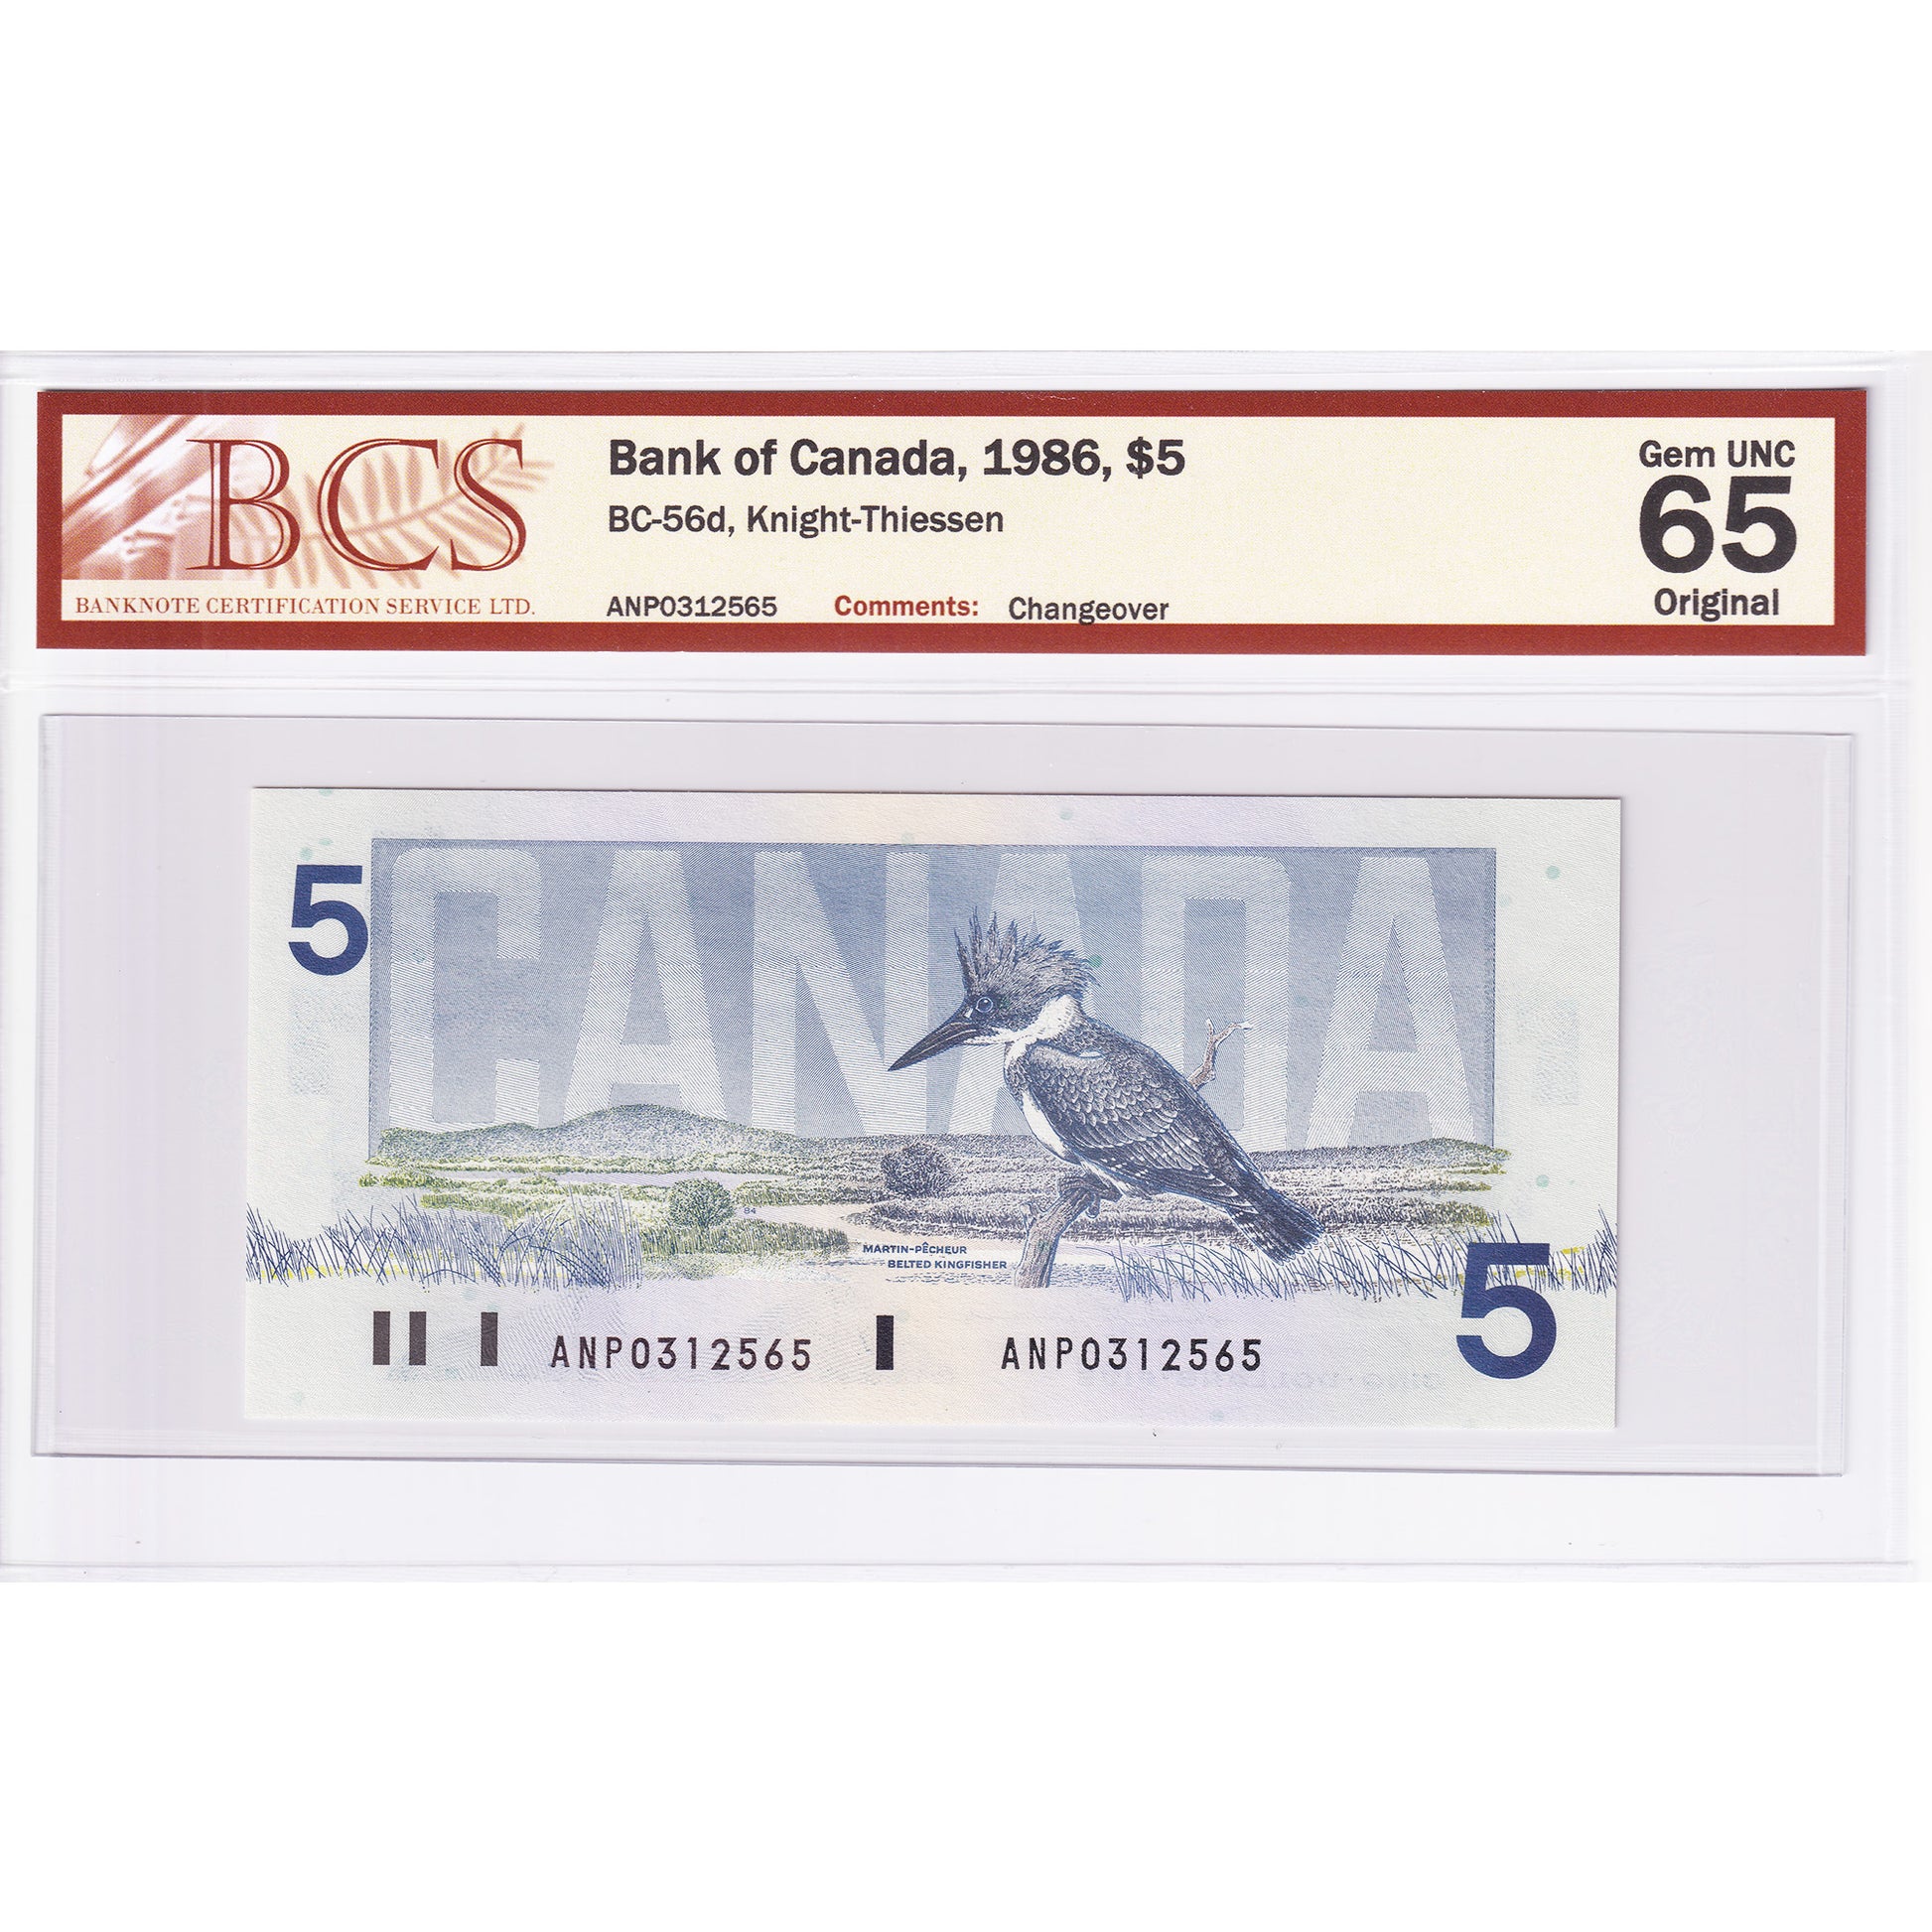 BCS
BANKNOTE CERTIFICATION SERVICE LTD.
Bank of Canada, 1986, $5
BC-56d, Knight-Thiessen
ANP0312565 Comments: Changeover
Gem UNC
65
Original
5
CANADA
84
MARTIN-PÊCHEUR
BELTED KINGFISHER
ANP0312565 ANP0312565
5